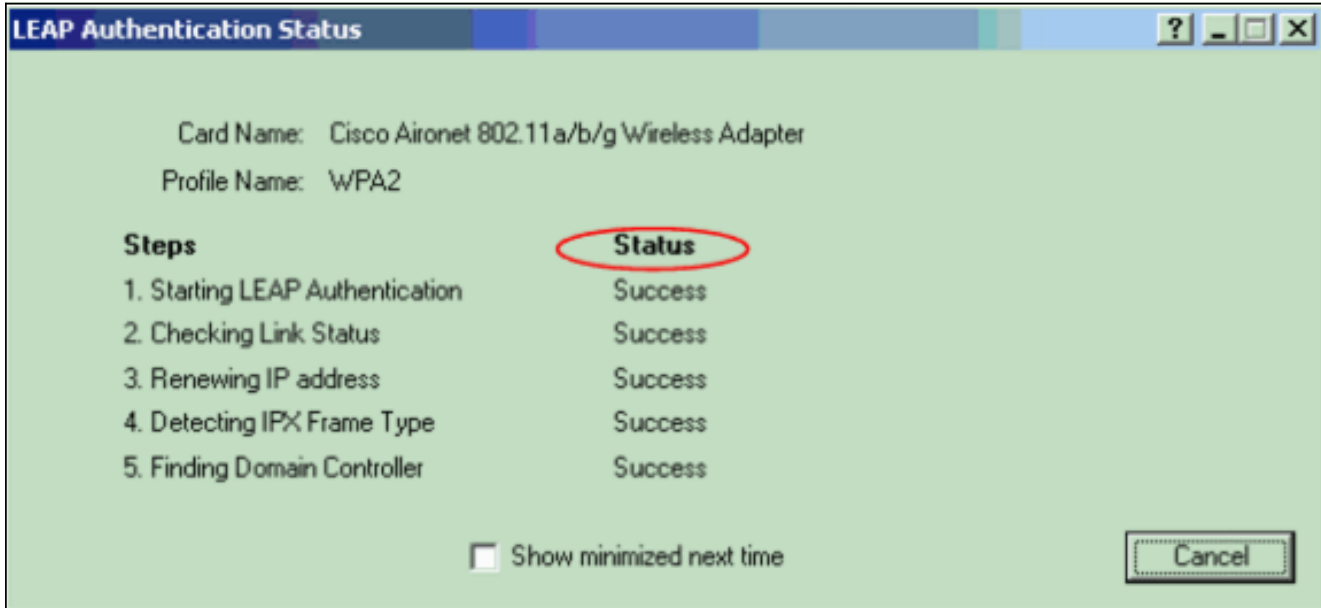 LEAP Authentication Status
Card Name: Cisco Aironet 802.11a/b/g Wireless Adapter
Profile Name: WPA2
Steps Status
1. Starting LEAP Authentication Success
2. Checking Link Status Success
3. Renewing IP address Success
4. Detecting IPX Frame Type Success
5. Finding Domain Controller Success
Show minimized next time Cancel